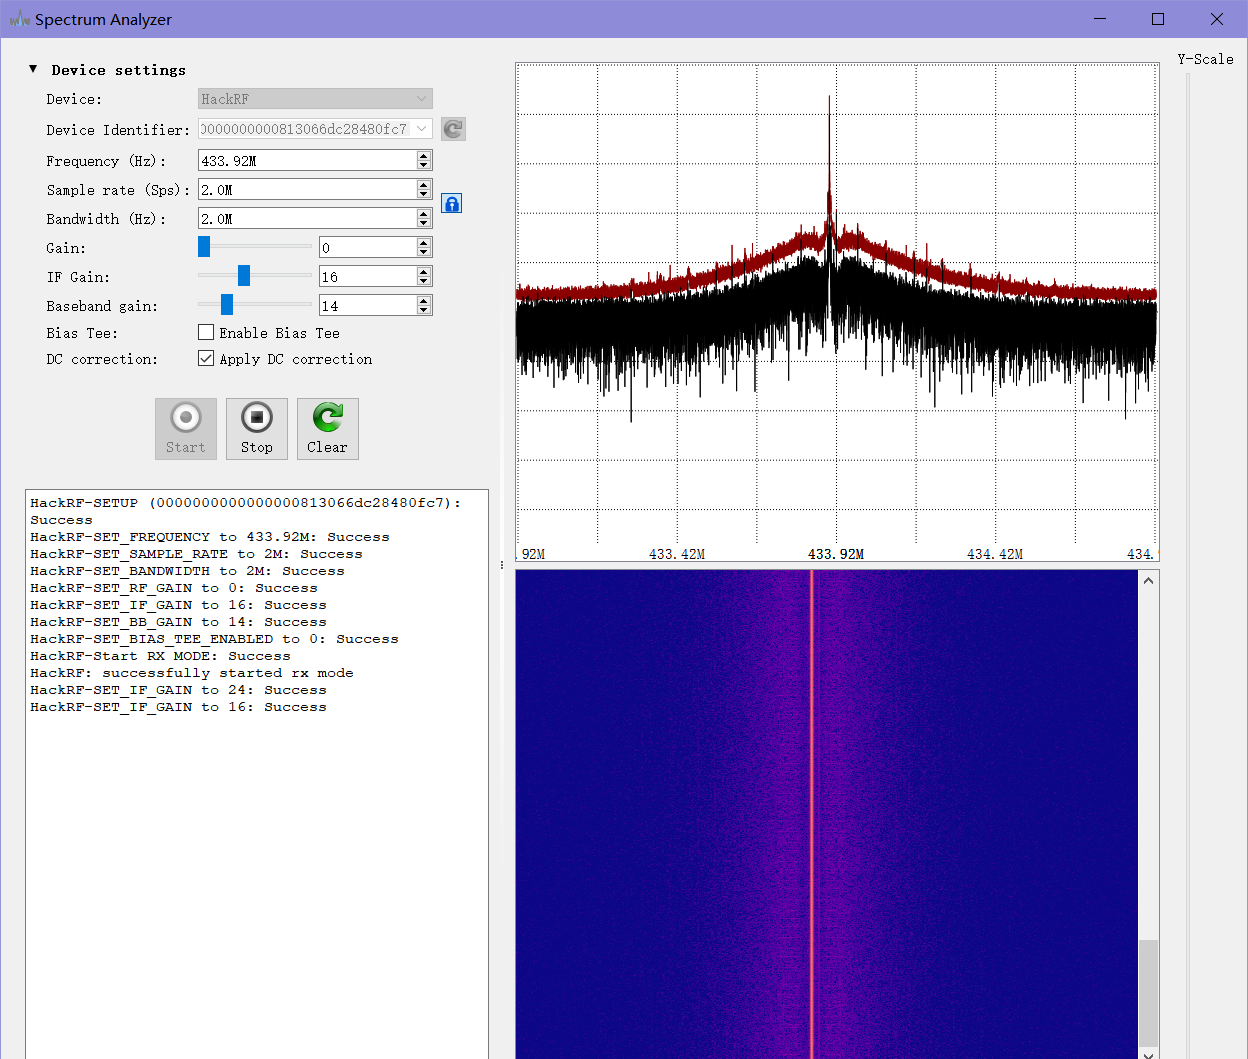 Spectrum Analyzer
▼ Device settings
Device: HackRF
Device Identifier: 0000000000813066dc28480fc7
Frequency (Hz): 433.92M
Sample rate (Sps): 2.0M
Bandwidth (Hz): 2.0M
Gain: 0
IF Gain: 16
Baseband gain: 14
Bias Tee: Enable Bias Tee
DC correction: Apply DC correction
Start Stop Clear
HackRF-SETUP (0000000000000000813066dc28480fc7):
Success
HackRF-SET_FREQUENCY to 433.92M: Success
HackRF-SET_SAMPLE_RATE to 2M: Success
HackRF-SET_BANDWIDTH to 2M: Success
HackRF-SET_RF_GAIN to 0: Success
HackRF-SET_IF_GAIN to 16: Success
HackRF-SET_BB_GAIN to 14: Success
HackRF-SET_BIAS_TEE_ENABLED to 0: Success
HackRF-Start RX MODE: Success
HackRF: successfully started rx mode
HackRF-SET_IF_GAIN to 24: Success
HackRF-SET_IF_GAIN to 16: Success
.92M 433.42M 433.92M 434.42M 434.
Y-Scale